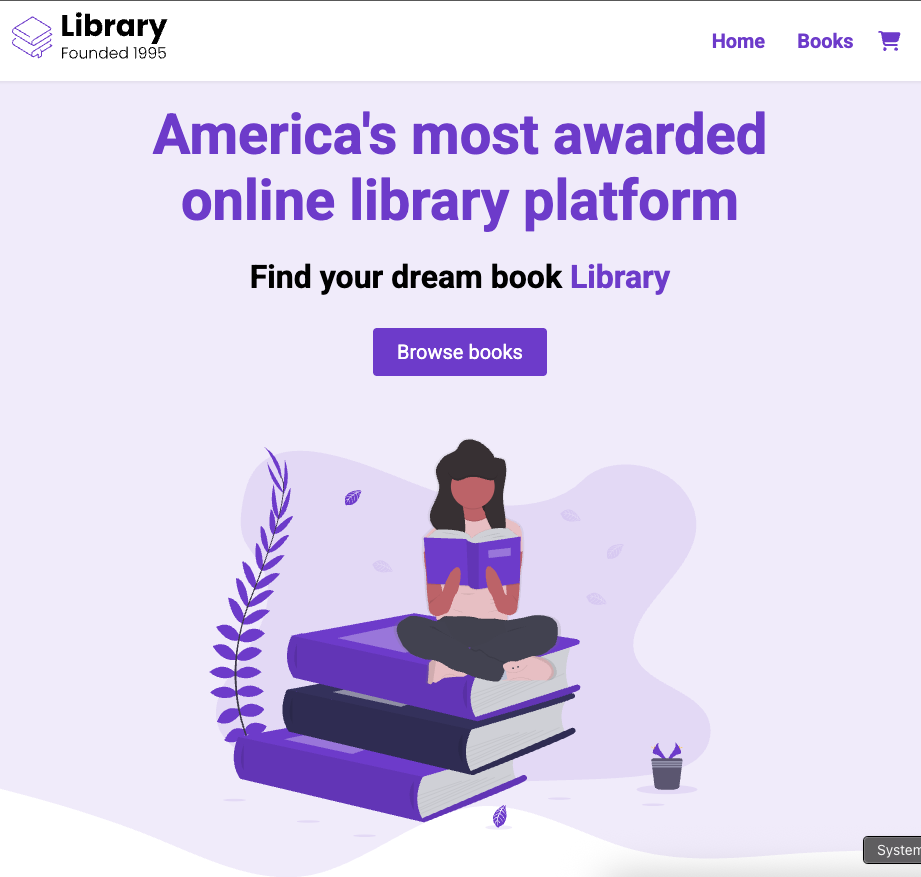 Library
Founded 1995
Home Books
America's most awarded
online library platform
Find your dream book Library
Browse books
System